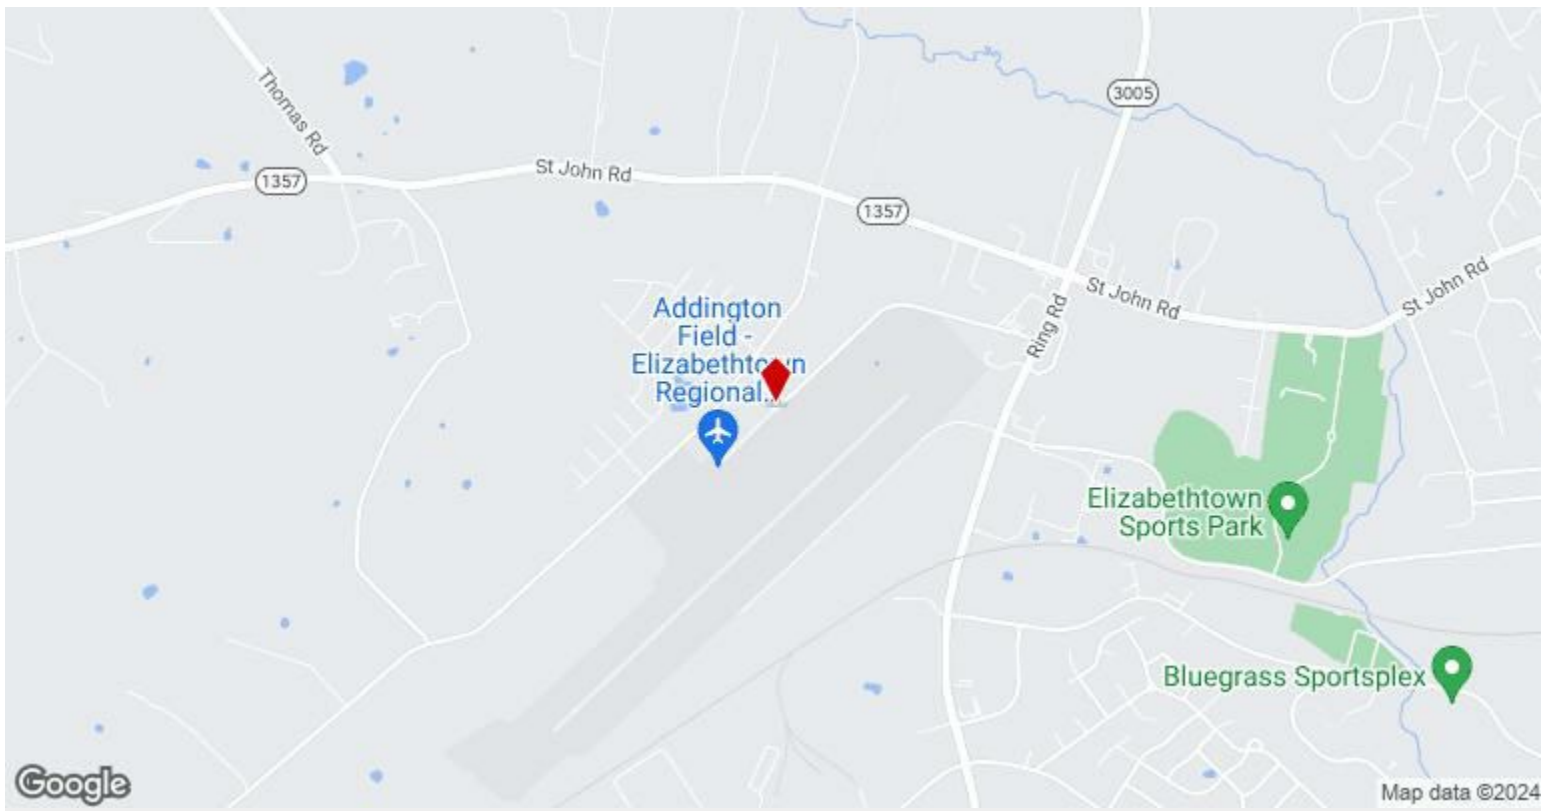 3005
Thomas Rd
St John Rd
1357
1357
St John Rd
St John Rd
Ring Rd
Addington
Field -
Elizabethtown
Regional...
Elizabethtown
Sports Park
Bluegrass Sportsplex
Google
Map data ©2024